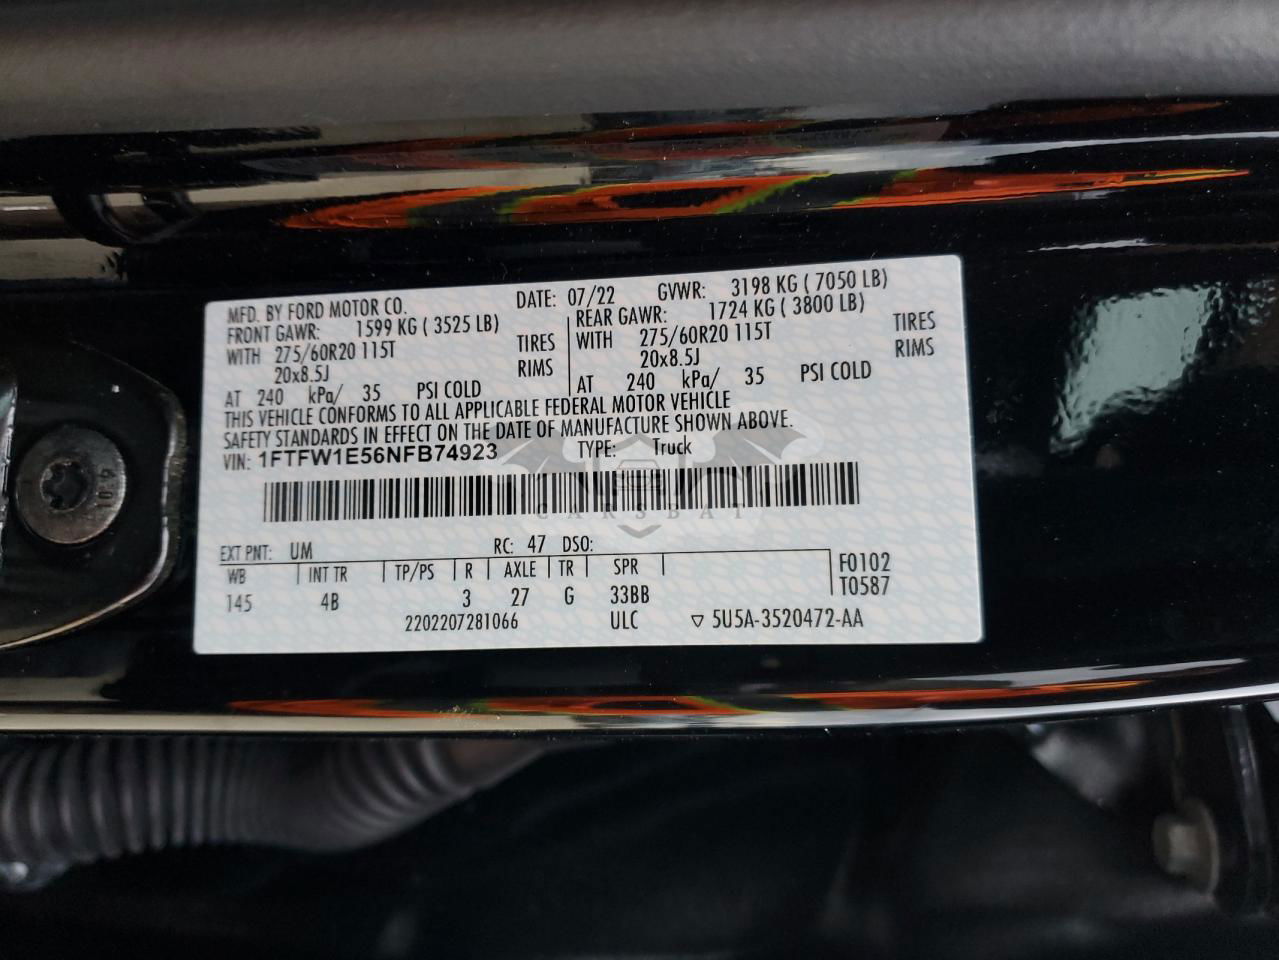 MFD. BY FORD MOTOR CO. DATE: 07/22 GVWR: 3198 KG ( 7050 LB)
FRONT GAWR: 1599 KG ( 3525 LB) REAR GAWR: 1724 KG ( 3800 LB)
WITH 275/60R20 115T TIRES WITH 275/60R20 115T TIRES
20x8.5J RIMS 20x8.5J RIMS
AT 240 kPa/ 35 PSI COLD AT 240 kPa/ 35 PSI COLD
THIS VEHICLE CONFORMS TO ALL APPLICABLE FEDERAL MOTOR VEHICLE
SAFETY STANDARDS IN EFFECT ON THE DATE OF MANUFACTURE SHOWN ABOVE.
VIN: 1FTFW1E56NFB74923 TYPE: Truck
CARSBAT
EXT PNT: UM RC: 47 DSO:
WB INT TR TP/PS R AXLE TR SPR F0102
145 4B 3 27 G 33BB T0587
2202207281066 ULC ▽ 5U5A-3520472-AA
10.9